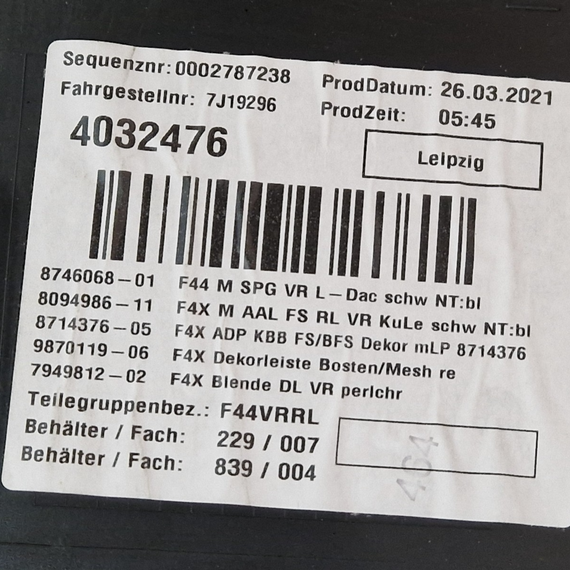 Sequenznr: 0002787238
ProdDatum: 26.03.2021
Fahrgestellnr: 7J19296
ProdZeit: 05:45
4032476
Leipzig
8746068-01 F44 M SPG VR L-Dac schw NT:bl
8094986-11 F4X M AAL FS RL VR KuLe schw NT:bl
8714376-05 F4X ADP KBB FS/BFS Dekor mLP 8714376
9870119-06 F4X Dekorleiste Bosten/Mesh re
7949812-02 F4X Blende DL VR perlchr
Teilegruppenbez.: F44VRRL
Behälter / Fach: 229 / 007
Behälter / Fach: 839 / 004
464